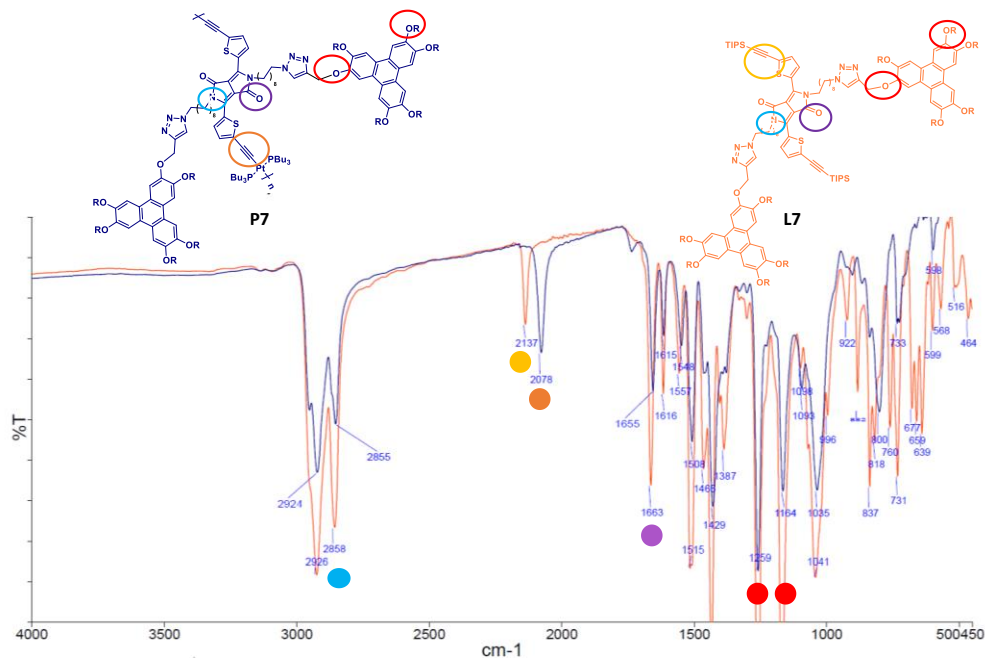 OR
RO
OR
N=N
N
O
OR
RO
OR
S
O
N
8
O
N
8
N
N=N
S
O
PBu₃
Pt
Bu₃P
n
RO
OR
RO
OR
OR
P7
TIPS
S
OR
RO
OR
N=N
N
O
OR
RO
OR
O
N
8
O
N
S
N
N=N
TIPS
O
RO
OR
RO
OR
OR
L7
%T
2924
2926
2858
2855
2137
2078
1655
1663
1615
1616
1548
1557
1508
1515
1465
1429
1387
1259
1164
1098
1093
1035
1041
996
922
837
818
800
760
733
731
677
659
639
599
598
568
516
464
4000
3000
2500
2000
1500
1000
500450
cm-1